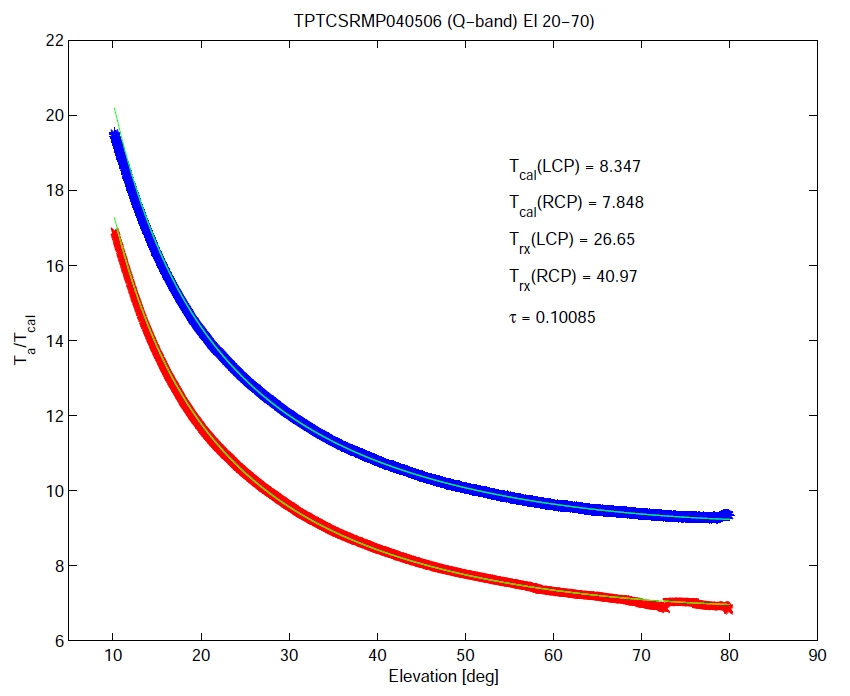 TPTCSRMP040506 (Q−band) El 20−70)
22
20
18
16
14
12
10
8
6
T_a/T_cal
T_cal(LCP) = 8.347
T_cal(RCP) = 7.848
T_rx(LCP) = 26.65
T_rx(RCP) = 40.97
τ = 0.10085
10 20 30 40 50 60 70 80 90
Elevation [deg]